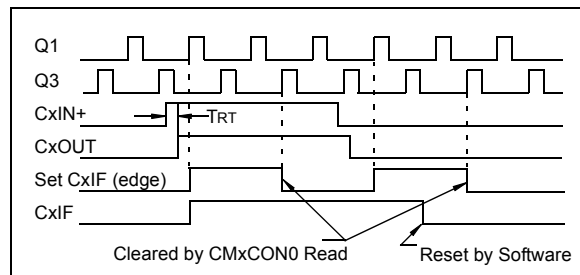 Q1
Q3
CxIN+
TRT
CxOUT
Set CxIF (edge)
CxIF
Cleared by CMxCON0 Read
Reset by Software